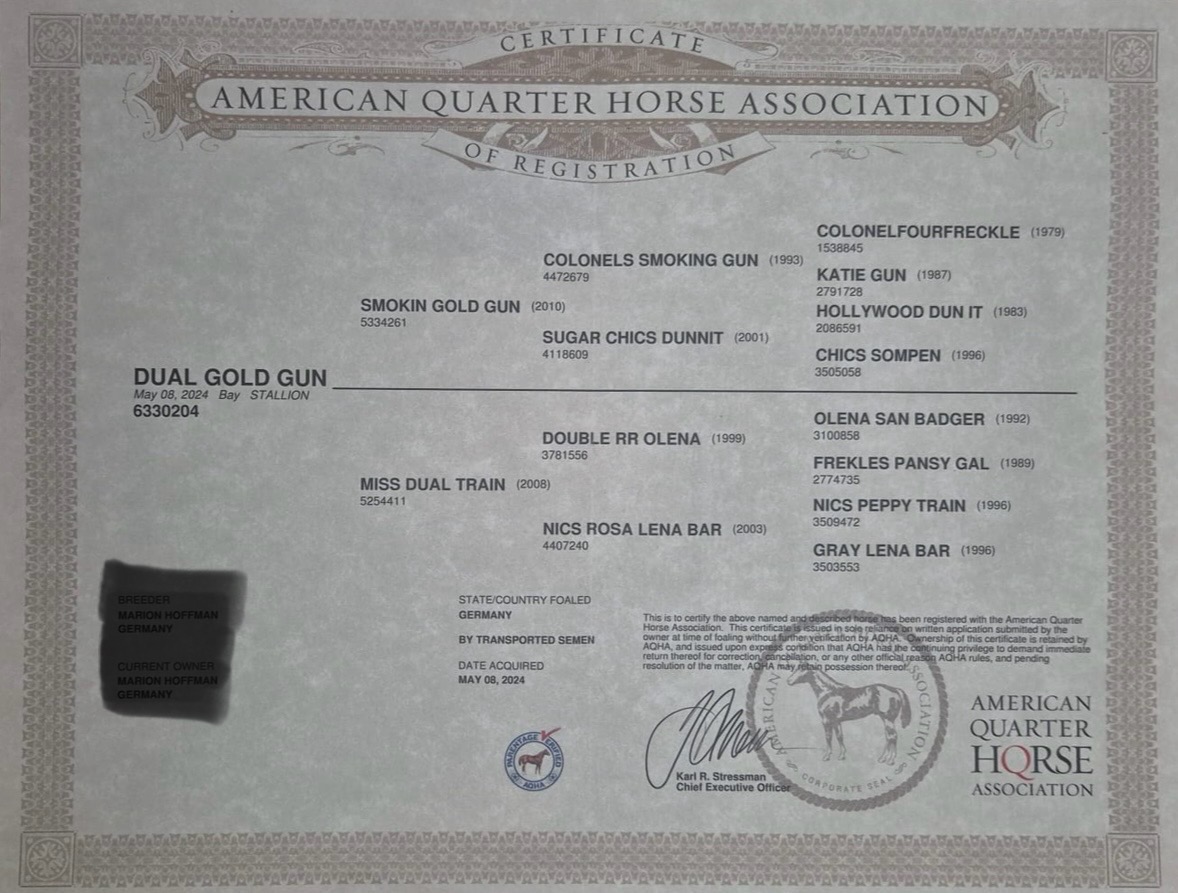 CERTIFICATE
AMERICAN QUARTER HORSE ASSOCIATION
OF REGISTRATION
COLONELFOURFRECKLE (1979)
1538845
COLONELS SMOKING GUN (1993)
4472679
KATIE GUN (1987)
2791728
SMOKIN GOLD GUN (2010)
5334261
HOLLYWOOD DUN IT (1983)
2086591
SUGAR CHICS DUNNIT (2001)
4118609
CHICS SOMPEN (1996)
3505058
DUAL GOLD GUN
May 08, 2024 Bay STALLION
6330204
OLENA SAN BADGER (1992)
3100858
DOUBLE RR OLENA (1999)
3781556
FREKLES PANSY GAL (1989)
2774735
MISS DUAL TRAIN (2008)
5254411
NICS PEPPY TRAIN (1996)
3509472
NICS ROSA LENA BAR (2003)
4407240
GRAY LENA BAR (1996)
3503553
BREEDER
MARION HOFFMAN
GERMANY
CURRENT OWNER
MARION HOFFMAN
GERMANY
STATE/COUNTRY FOALED
GERMANY
BY TRANSPORTED SEMEN
DATE ACQUIRED
MAY 08, 2024
This is to certify the above named and described horse has been registered with the American Quarter
Horse Association. This certificate is issued in sole reliance on written application submitted by the
owner at time of foaling without further verification by AQHA. Ownership of this certificate is retained by
AQHA, and issued upon express condition that AQHA has the continuing privilege to demand immediate
return thereof for correction, cancellation, or any other official reason AQHA rules, and pending
resolution of the matter, AQHA may retain possession thereof.
PARENTAGE VERIFIED
AQHA
Karl R. Stressman
Chief Executive Officer
AMERICAN ASSOCIATION
CORPORATE SEAL
AMERICAN
QUARTER
HORSE
ASSOCIATION